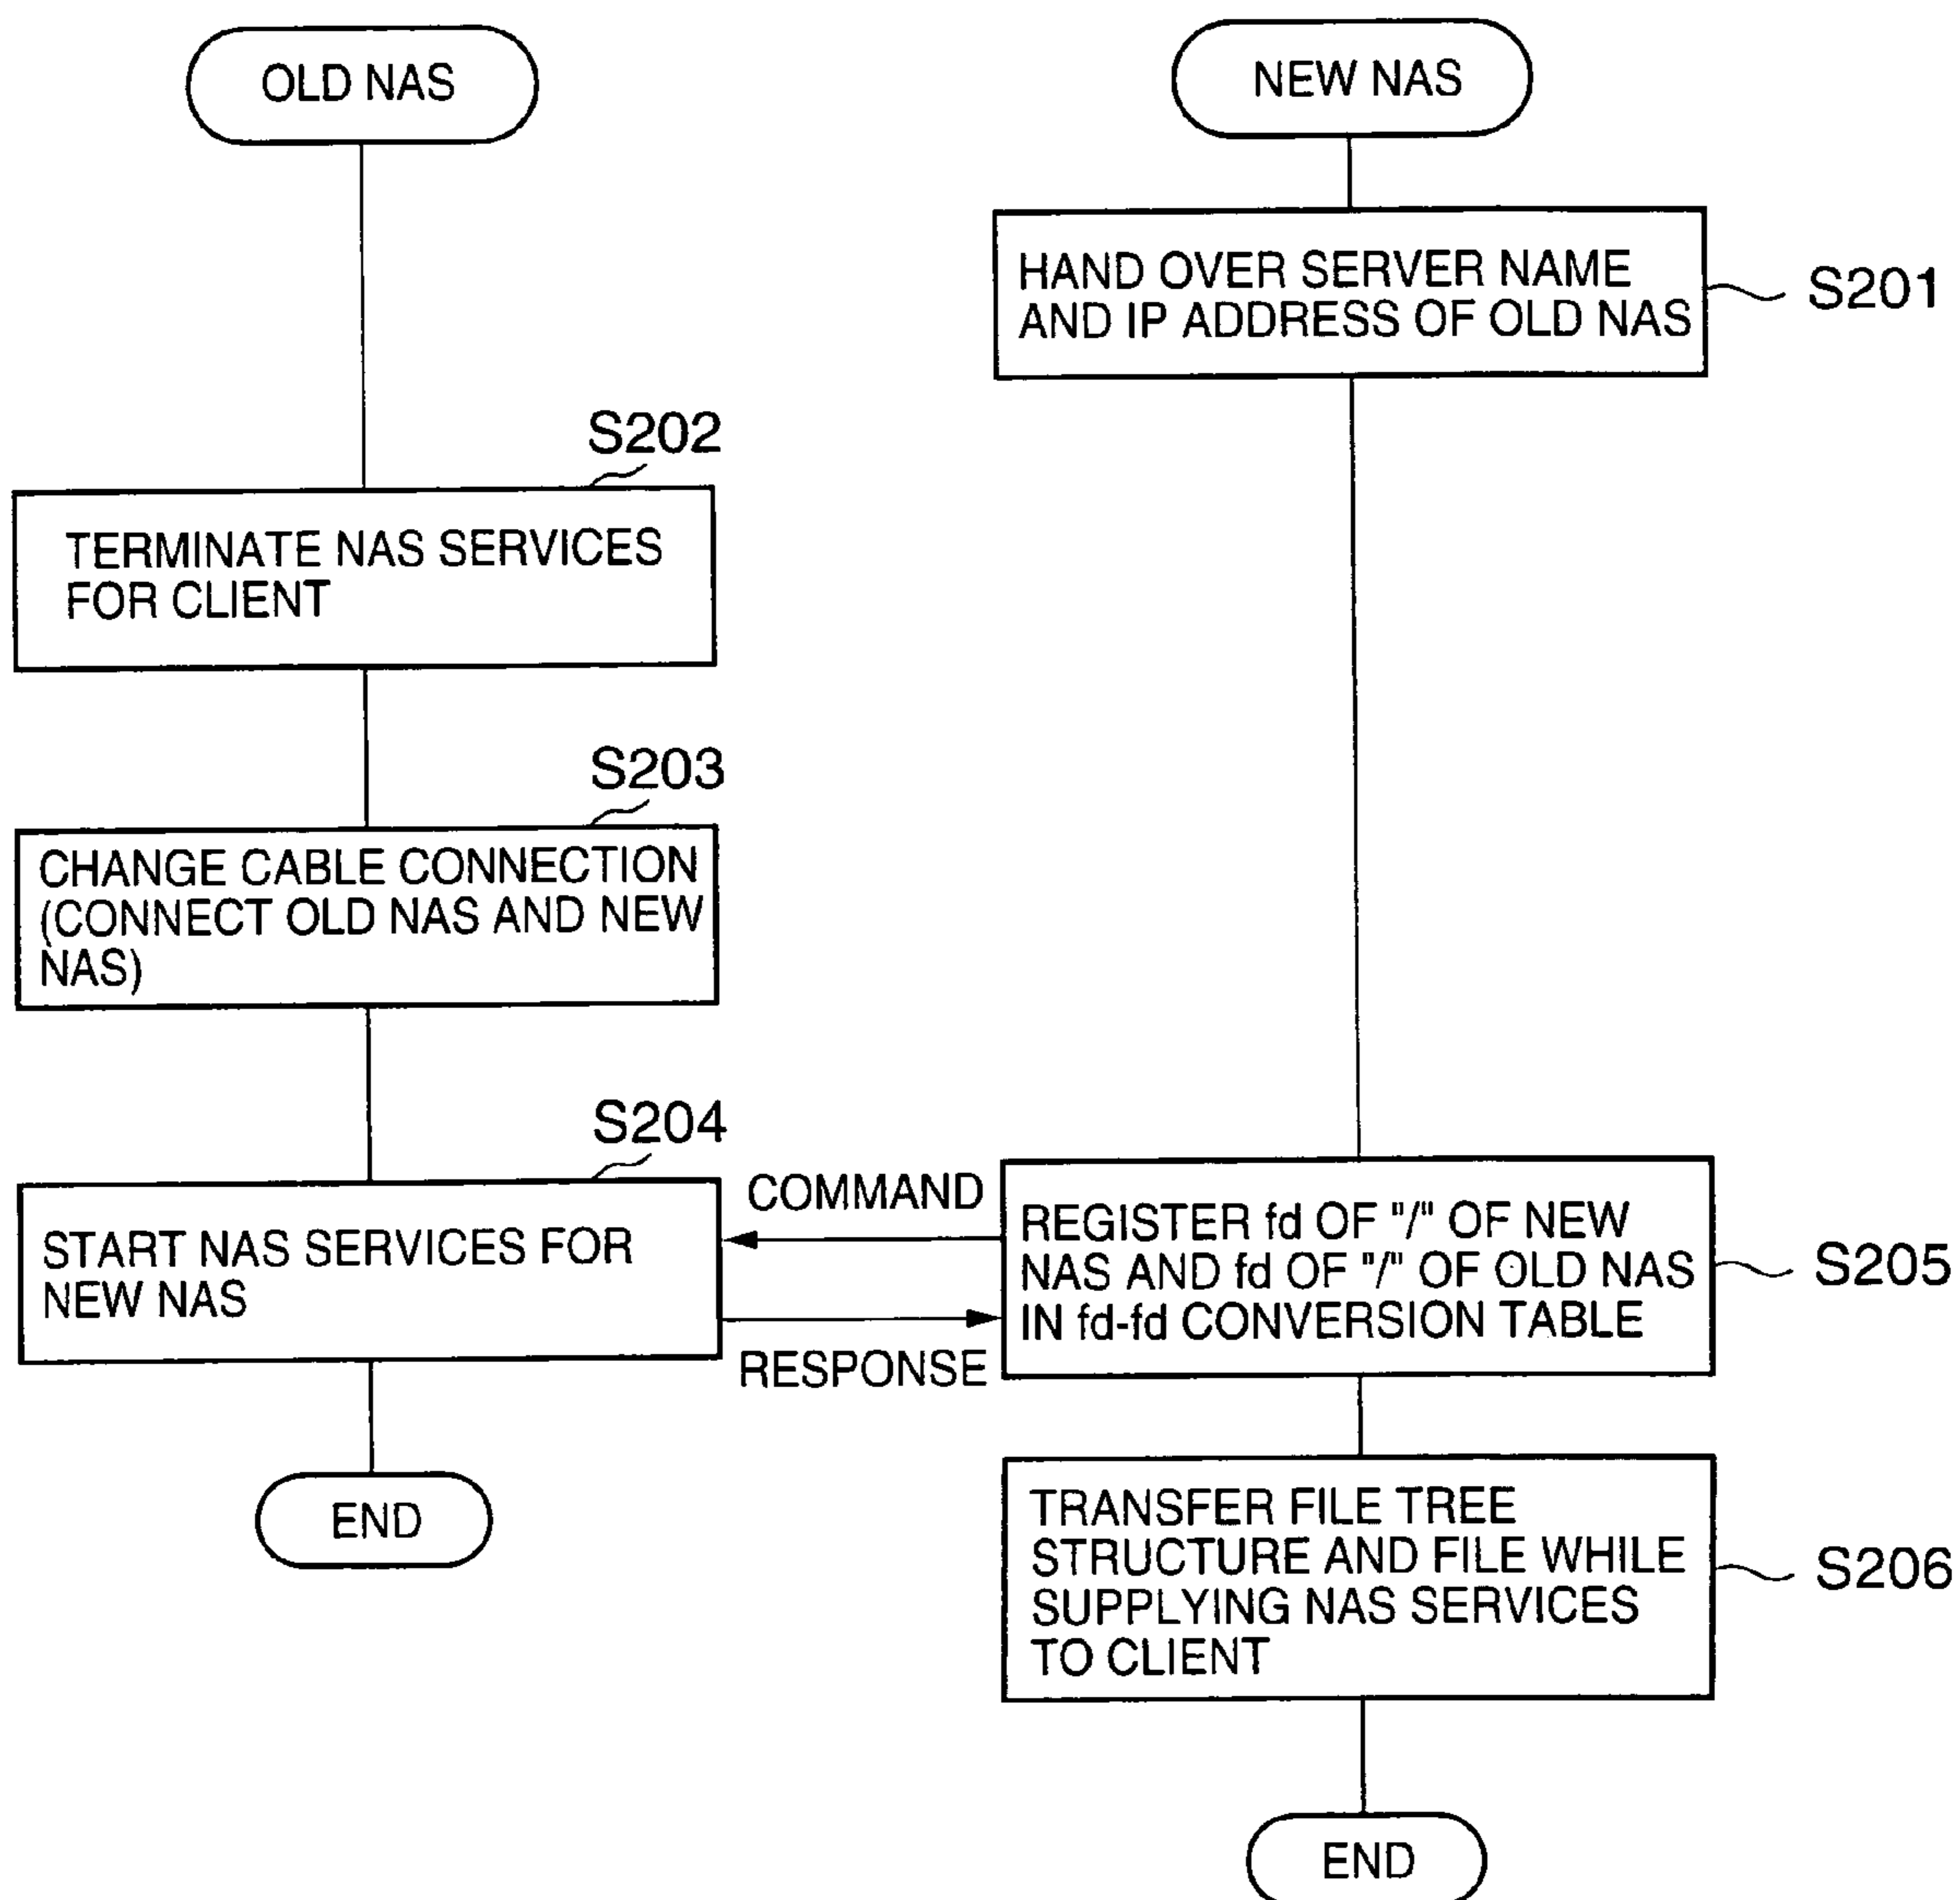 OLD NAS
NEW NAS
HAND OVER SERVER NAME
AND IP ADDRESS OF OLD NAS
S201
S202
TERMINATE NAS SERVICES
FOR CLIENT
S203
CHANGE CABLE CONNECTION
(CONNECT OLD NAS AND NEW
NAS)
S204
START NAS SERVICES FOR
NEW NAS
COMMAND
RESPONSE
REGISTER fd OF "/" OF NEW
NAS AND fd OF "/" OF OLD NAS
IN fd-fd CONVERSION TABLE
S205
END
TRANSFER FILE TREE
STRUCTURE AND FILE WHILE
SUPPLYING NAS SERVICES
TO CLIENT
S206
END